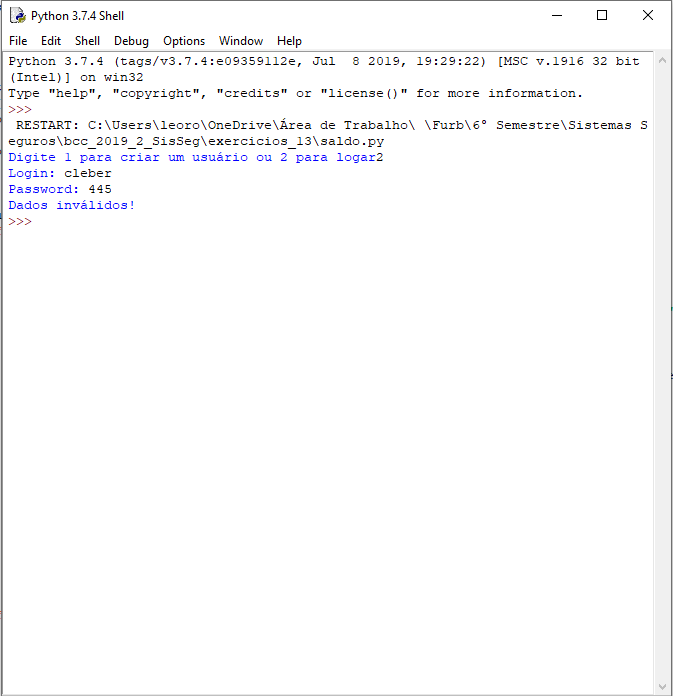 Python 3.7.4 Shell
File Edit Shell Debug Options Window Help
Python 3.7.4 (tags/v3.7.4:e09359112e, Jul  8 2019, 19:29:22) [MSC v.1916 32 bit
(Intel)] on win32
Type "help", "copyright", "credits" or "license()" for more information.
>>>
 RESTART: C:\Users\leoro\OneDrive\Área de Trabalho\ \Furb\6° Semestre\Sistemas S
eguros\bcc_2019_2_SisSeg\exercicios_13\saldo.py
Digite 1 para criar um usuário ou 2 para logar2
Login: cleber
Password: 445
Dados inválidos!
>>>